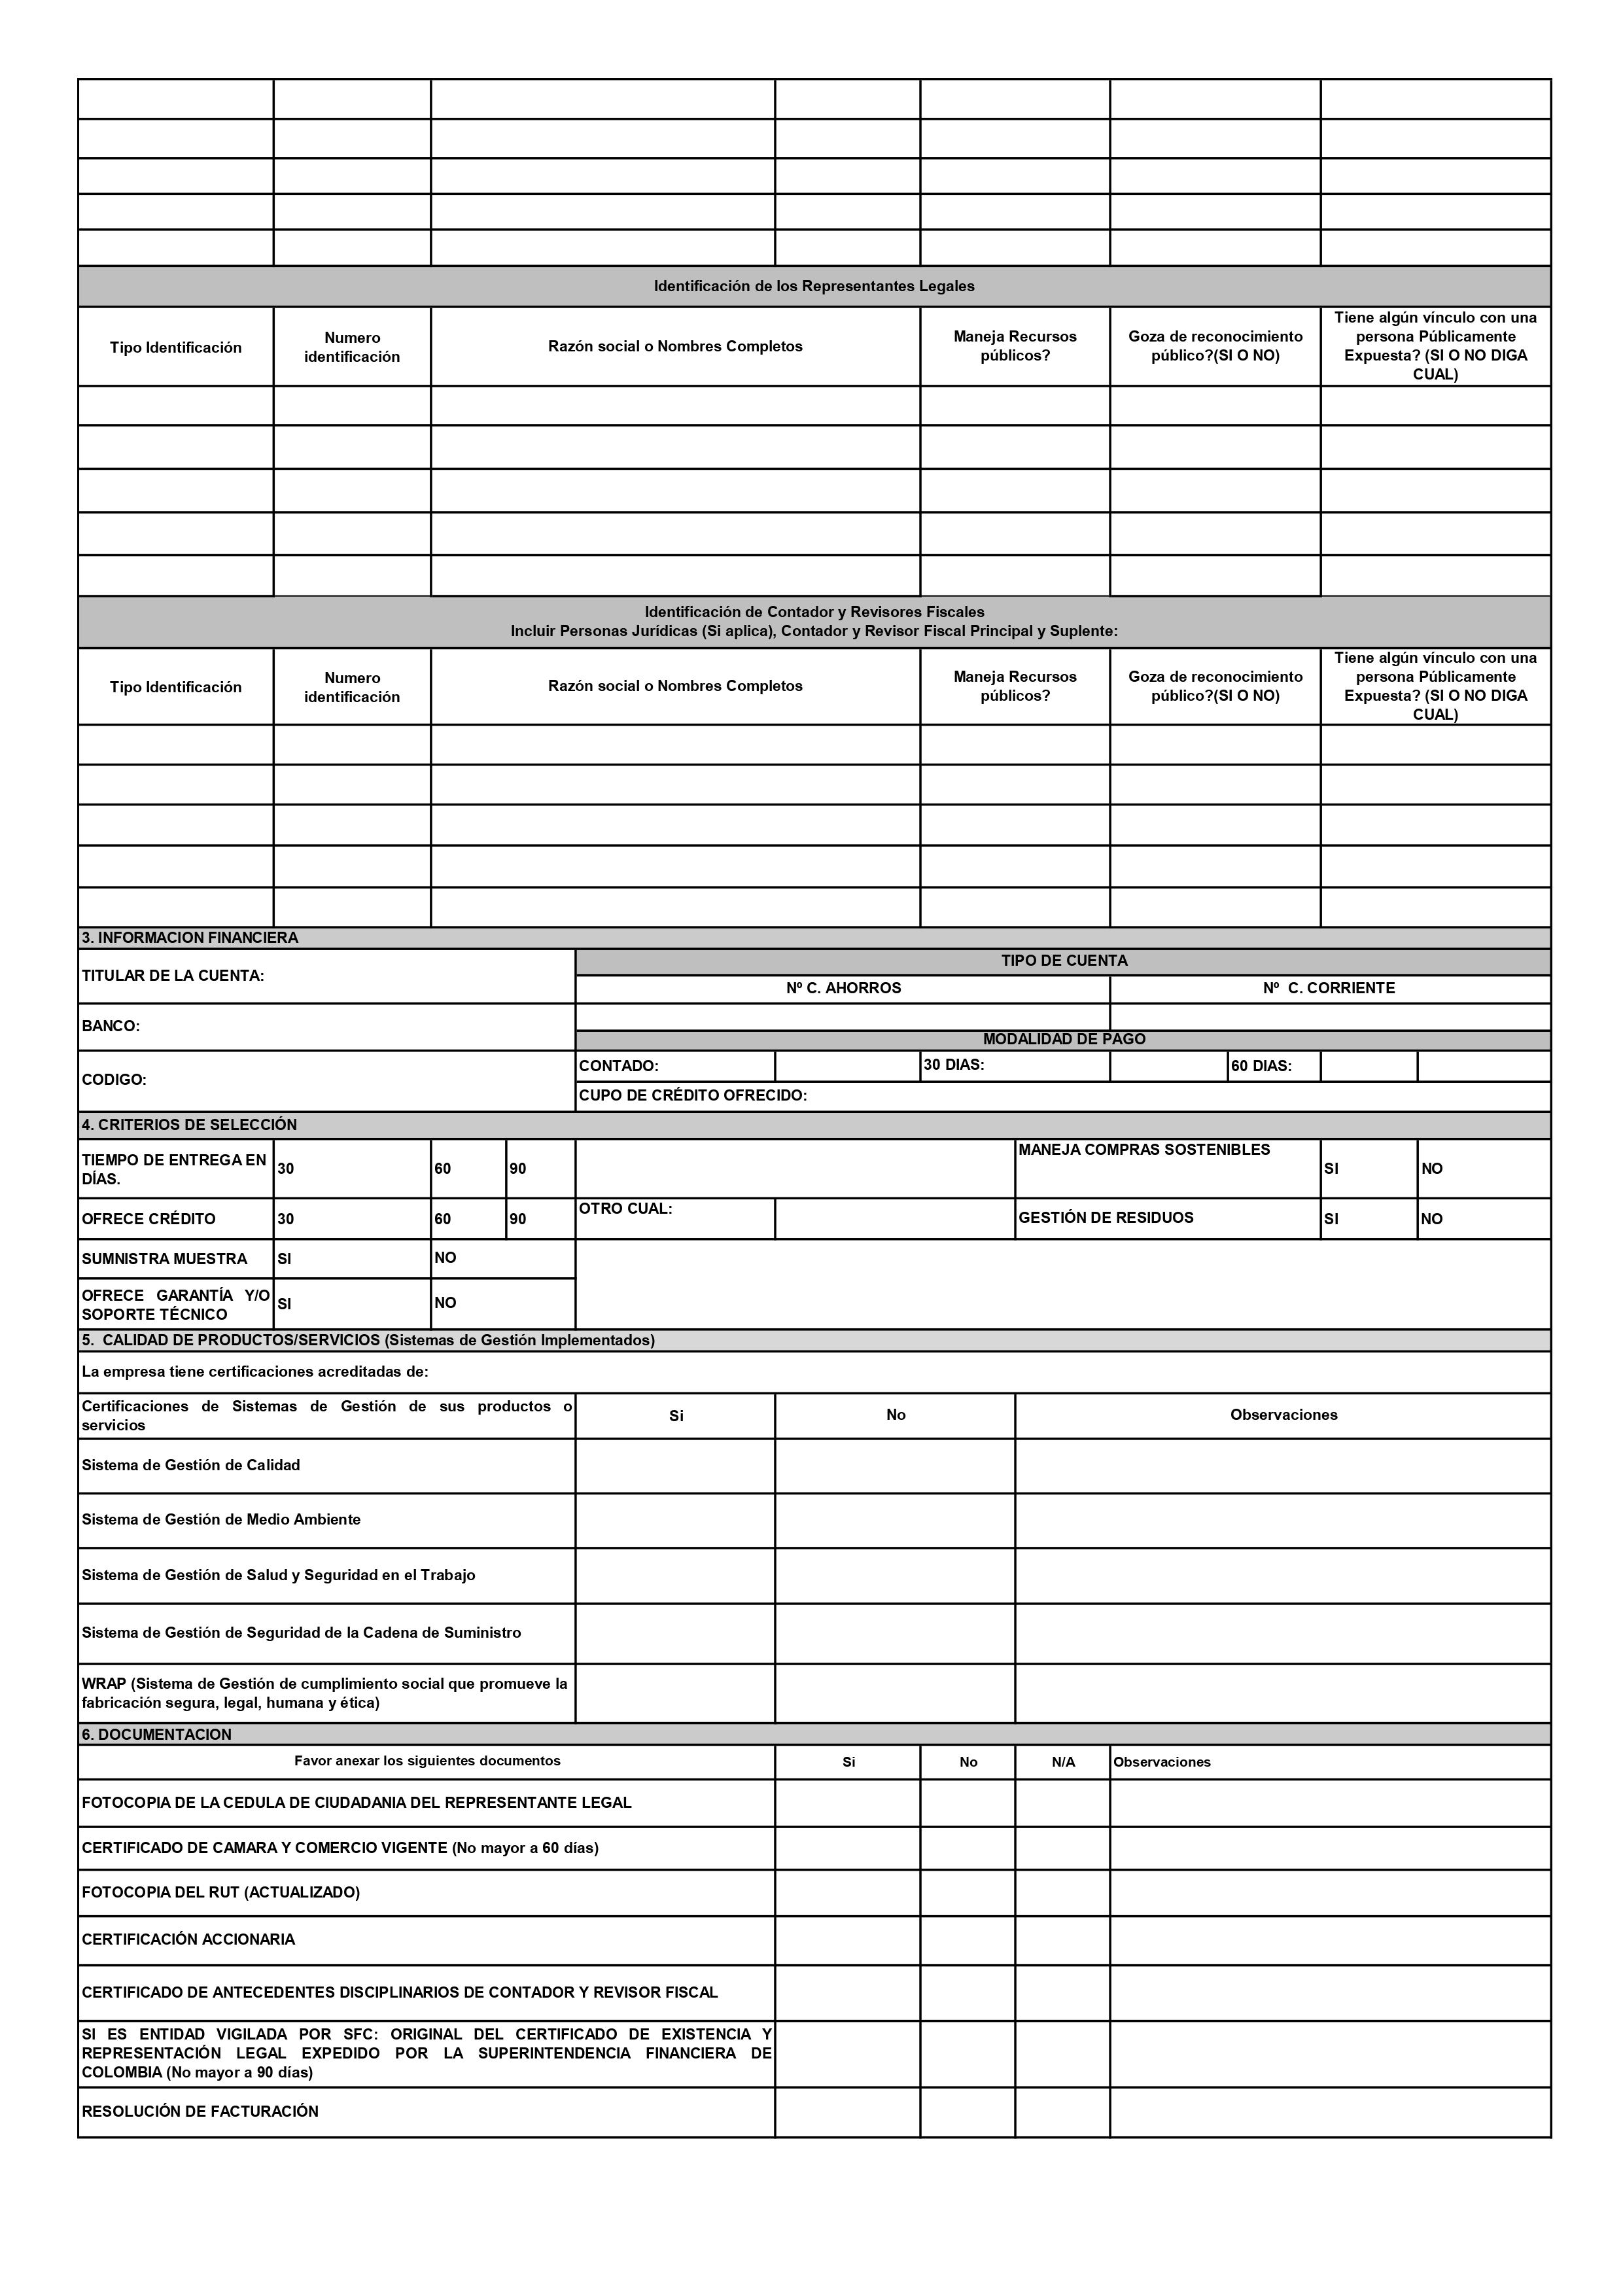 Identificación de los Representantes Legales
Tipo Identificación
Numero
identificación
Razón social o Nombres Completos
Maneja Recursos
públicos?
Goza de reconocimiento
público?(SI O NO)
Tiene algún vínculo con una
persona Públicamente
Expuesta? (SI O NO DIGA
CUAL)
Identificación de Contador y Revisores Fiscales
Incluir Personas Jurídicas (Si aplica), Contador y Revisor Fiscal Principal y Suplente:
Tipo Identificación
Numero
identificación
Razón social o Nombres Completos
Maneja Recursos
públicos?
Goza de reconocimiento
público?(SI O NO)
Tiene algún vínculo con una
persona Públicamente
Expuesta? (SI O NO DIGA
CUAL)
3. INFORMACION FINANCIERA
TITULAR DE LA CUENTA:
TIPO DE CUENTA
Nº C. AHORROS
Nº C. CORRIENTE
BANCO:
MODALIDAD DE PAGO
CODIGO:
CONTADO:
30 DIAS:
60 DIAS:
CUPO DE CRÉDITO OFRECIDO:
4. CRITERIOS DE SELECCIÓN
TIEMPO DE ENTREGA EN
DÍAS.
30
60
90
MANEJA COMPRAS SOSTENIBLES
SI
NO
OFRECE CRÉDITO
30
60
90
OTRO CUAL:
GESTIÓN DE RESIDUOS
SI
NO
SUMNISTRA MUESTRA
SI
NO
OFRECE GARANTÍA Y/O
SOPORTE TÉCNICO
SI
NO
5. CALIDAD DE PRODUCTOS/SERVICIOS (Sistemas de Gestión Implementados)
La empresa tiene certificaciones acreditadas de:
Certificaciones de Sistemas de Gestión de sus productos o
servicios
Si
No
Observaciones
Sistema de Gestión de Calidad
Sistema de Gestión de Medio Ambiente
Sistema de Gestión de Salud y Seguridad en el Trabajo
Sistema de Gestión de Seguridad de la Cadena de Suministro
WRAP (Sistema de Gestión de cumplimiento social que promueve la
fabricación segura, legal, humana y ética)
6. DOCUMENTACION
Favor anexar los siguientes documentos
Si
No
N/A
Observaciones
FOTOCOPIA DE LA CEDULA DE CIUDADANIA DEL REPRESENTANTE LEGAL
CERTIFICADO DE CAMARA Y COMERCIO VIGENTE (No mayor a 60 días)
FOTOCOPIA DEL RUT (ACTUALIZADO)
CERTIFICACIÓN ACCIONARIA
CERTIFICADO DE ANTECEDENTES DISCIPLINARIOS DE CONTADOR Y REVISOR FISCAL
SI ES ENTIDAD VIGILADA POR SFC: ORIGINAL DEL CERTIFICADO DE EXISTENCIA Y
REPRESENTACIÓN LEGAL EXPEDIDO POR LA SUPERINTENDENCIA FINANCIERA DE
COLOMBIA (No mayor a 90 días)
RESOLUCIÓN DE FACTURACIÓN